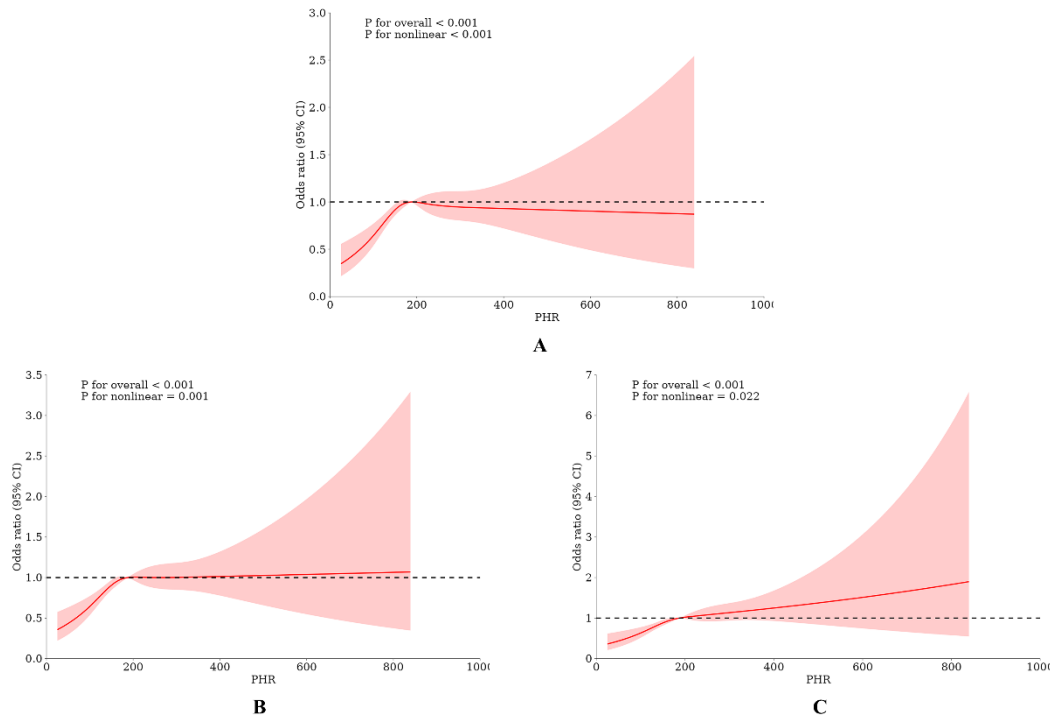 3.0
P for overall < 0.001
P for nonlinear < 0.001
2.5
2.0
1.5
1.0
0.5
0.0
Odds ratio (95% CI)
0 200 400 600 800 100(
PHR
A
3.5
P for overall < 0.001
P for nonlinear = 0.001
3.0
2.5
2.0
1.5
1.0
0.5
0.0
Odds ratio (95% CI)
0 200 400 600 800 1000
PHR
B
7
P for overall < 0.001
P for nonlinear = 0.022
6
5
4
3
2
1
0
Odds ratio (95% CI)
0 200 400 600 800 1000
PHR
C